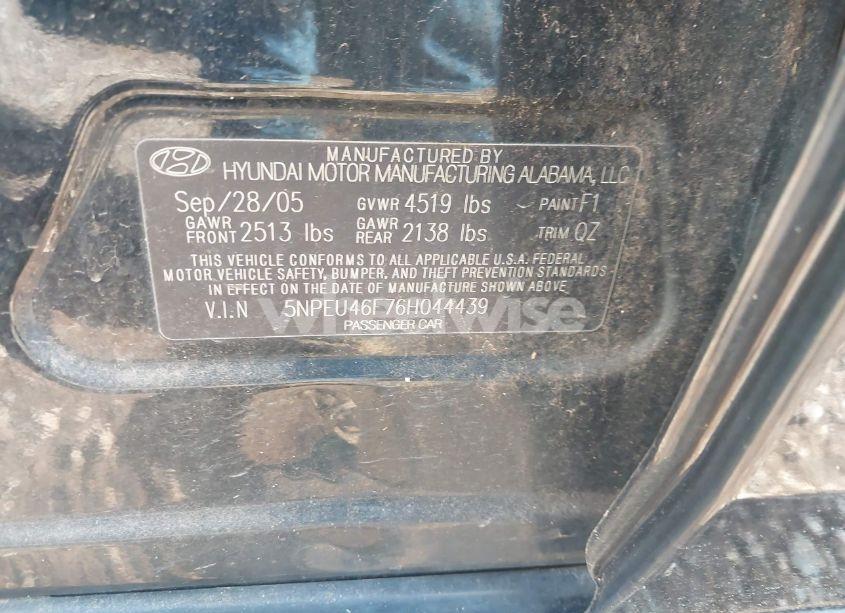 MANUFACTURED BY
HYUNDAI MOTOR MANUFACTURING ALABAMA, LLC
Sep/28/05 GVWR 4519 lbs PAINT F1
GAWR FRONT 2513 lbs GAWR REAR 2138 lbs TRIM QZ
THIS VEHICLE CONFORMS TO ALL APPLICABLE U.S.A. FEDERAL
MOTOR VEHICLE SAFETY, BUMPER, AND THEFT PREVENTION STANDARDS
IN EFFECT ON THE DATE OF MANUFACTURE SHOWN ABOVE
V.I.N 5NPEU46F76H044439
PASSENGER CAR